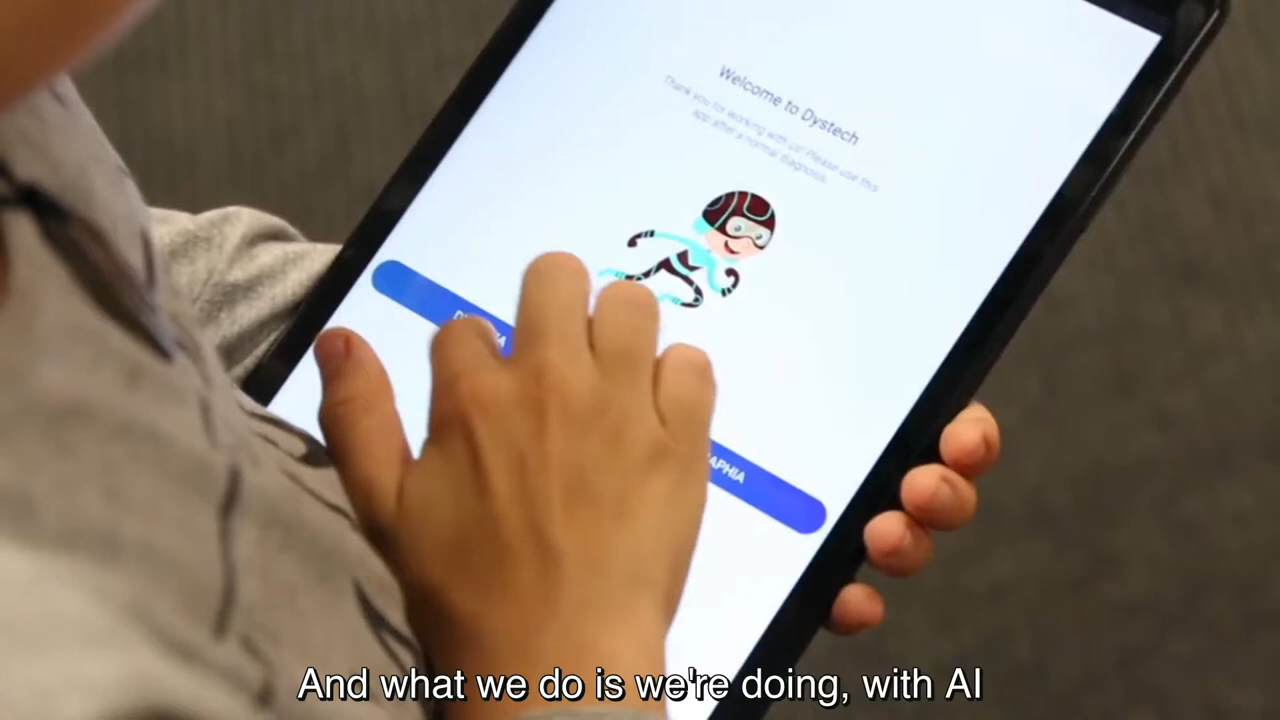 Welcome to Dystech
Thank you for working with us! Please use this
app after a normal diagnosis.
And what we do is we're doing, with AI